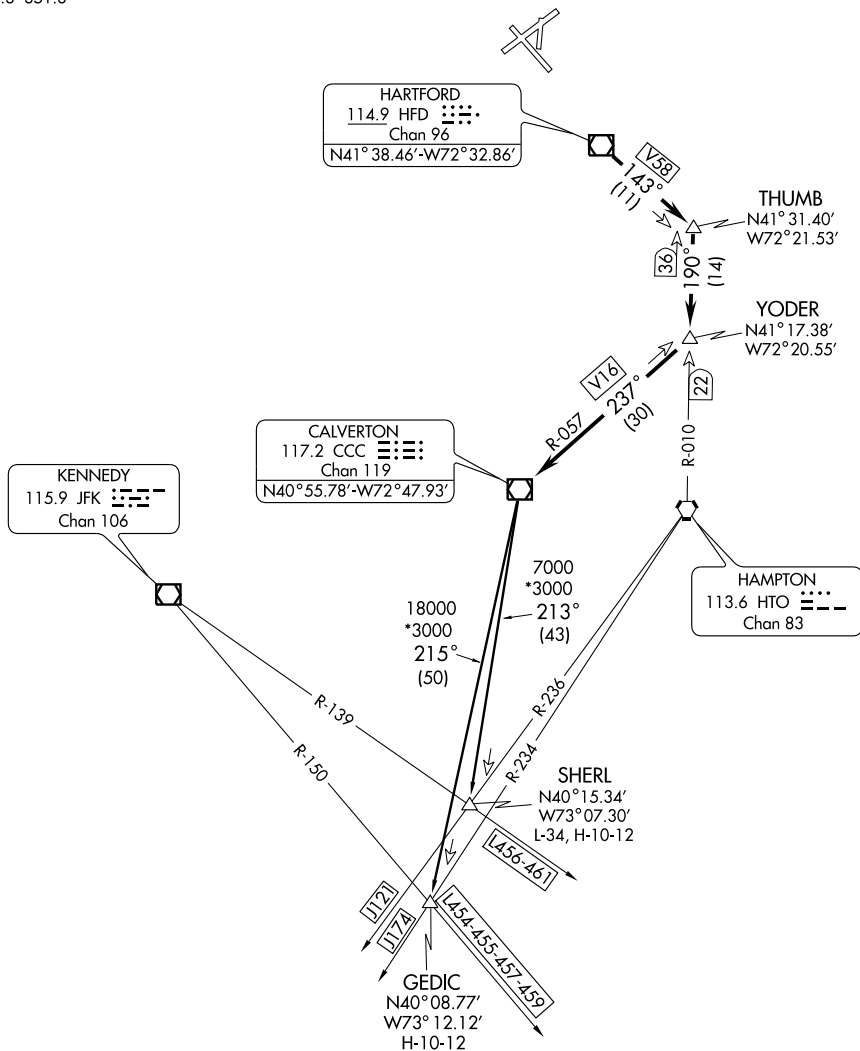 HARTFORD
114.9 HFD
Chan 96
N41° 38.46'-W72° 32.86'
V58
143°
(11)
THUMB
N41° 31.40'
W72° 21.53'
36
190°
(14)
YODER
N41° 17.38'
W72° 20.55'
V16
237°
(30)
R-057
22
R-010
CALVERTON
117.2 CCC
Chan 119
N40° 55.78'-W72° 47.93'
KENNEDY
115.9 JFK
Chan 106
HAMPTON
113.6 HTO
Chan 83
7000
*3000
213°
(43)
18000
*3000
215°
(50)
R-139
R-150
R-236
R-234
SHERL
N40° 15.34'
W73° 07.30'
L-34, H-10-12
L456-461
J121
J174
L454-455-457-459
GEDIC
N40° 08.77'
W73° 12.12'
H-10-12